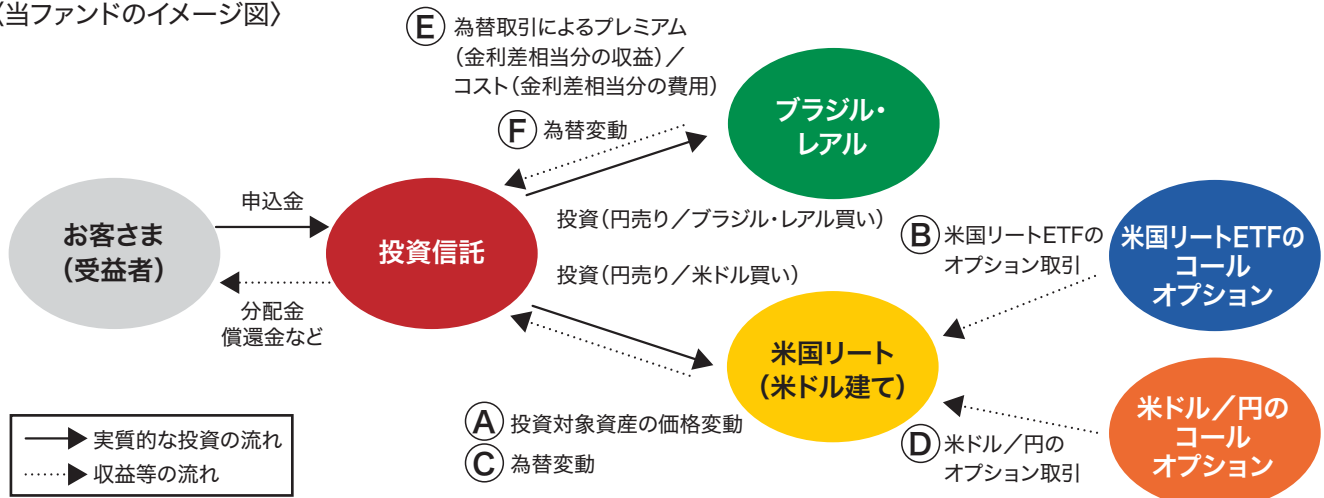 〈当ファンドのイメージ図〉
Ⓔ 為替取引によるプレミアム
(金利差相当分の収益)/
コスト(金利差相当分の費用)
Ⓕ 為替変動
ブラジル・
レアル
お客さま
(受益者)
申込金
分配金
償還金など
投資信託
投資(円売り/ブラジル・レアル買い)
投資(円売り/米ドル買い)
Ⓑ 米国リートETFの
オプション取引
米国リートETFの
コール
オプション
米国リート
(米ドル建て)
Ⓐ 投資対象資産の価格変動
Ⓒ 為替変動
Ⓓ 米ドル/円の
オプション取引
米ドル/円の
コール
オプション
実質的な投資の流れ
収益等の流れ